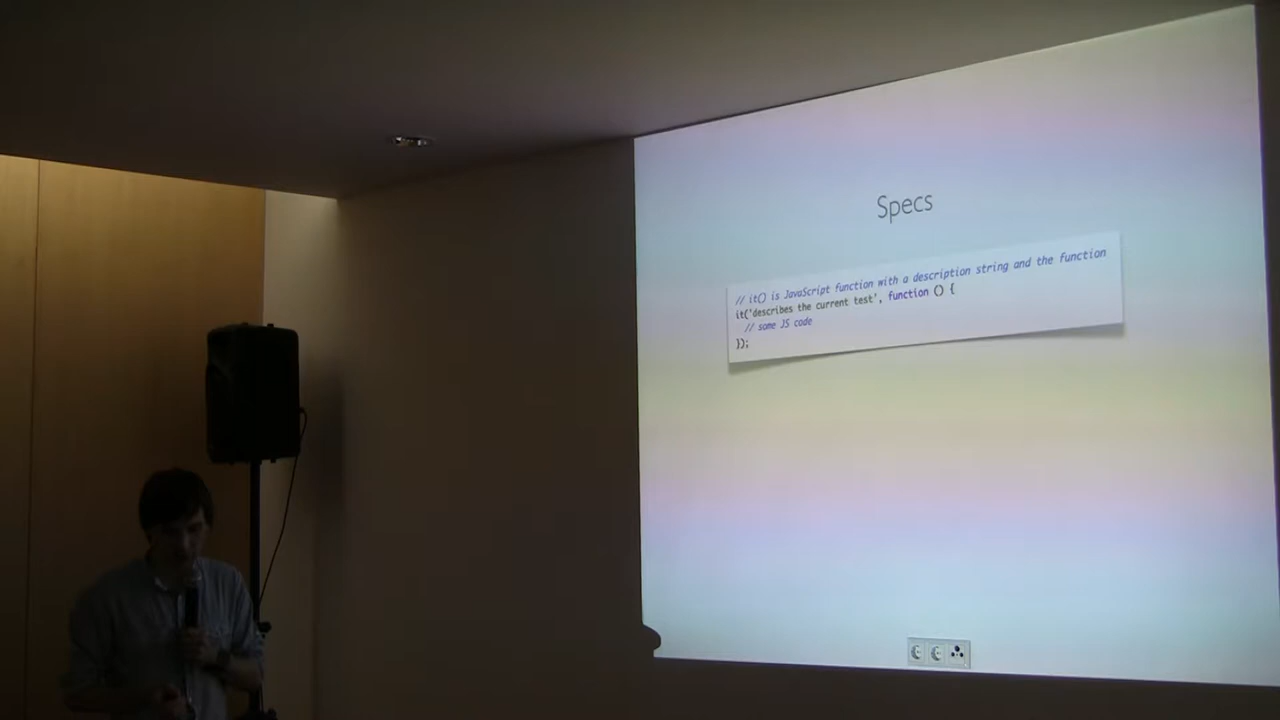 Specs
// it() is JavaScript function with a description string and the function
it('describes the current test', function () {
// some JS code
});